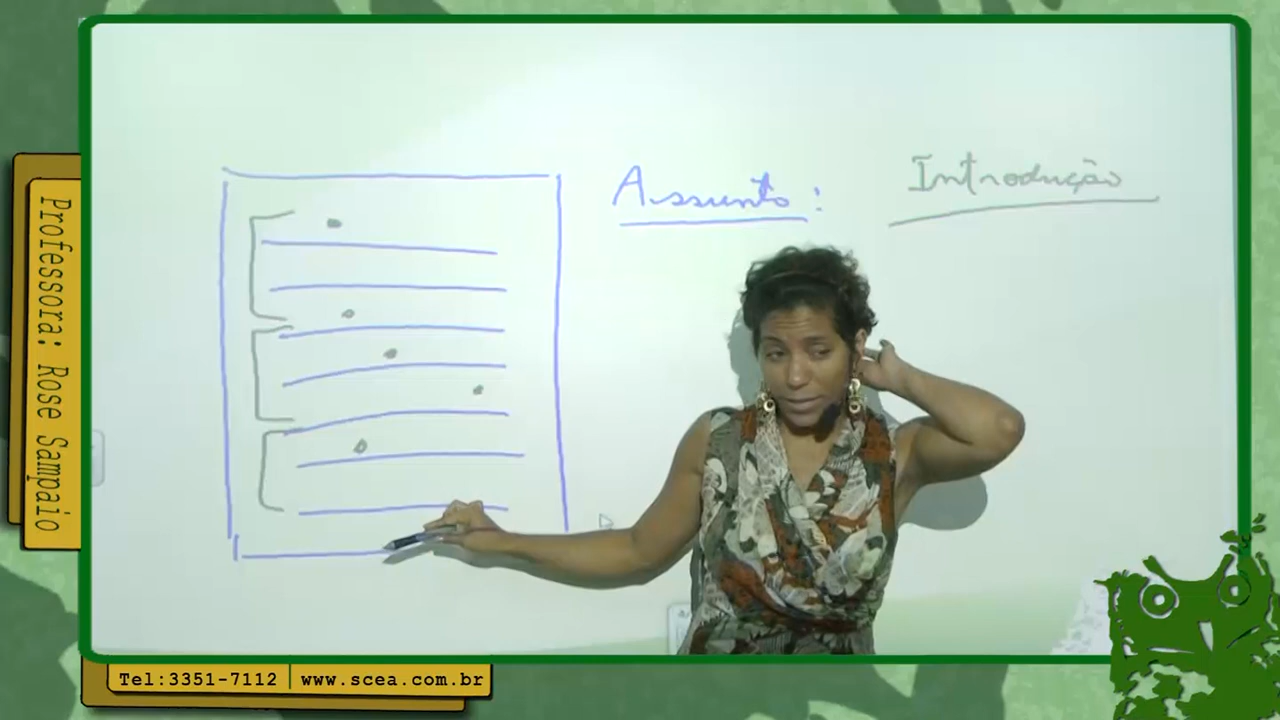 Assunto:
Introdução
Professora: Rose Sampaio
Tel:3351-7112 | www.scea.com.br